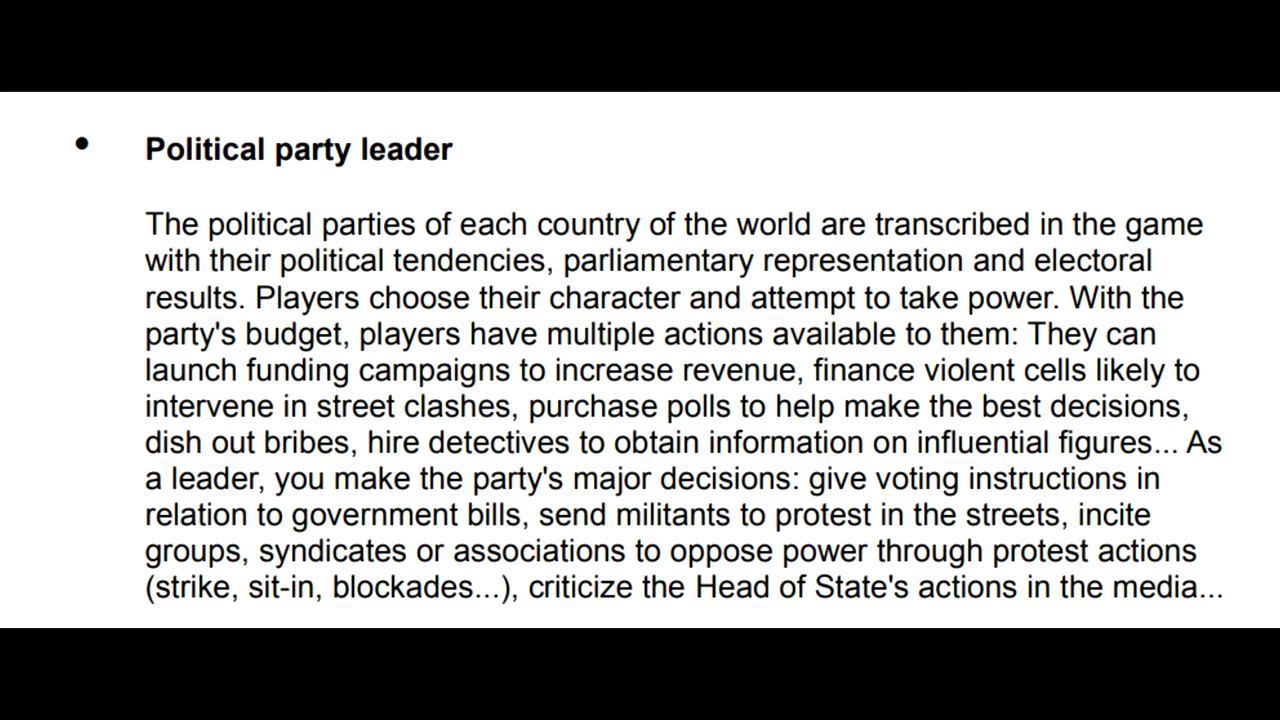 • Political party leader
The political parties of each country of the world are transcribed in the game
with their political tendencies, parliamentary representation and electoral
results. Players choose their character and attempt to take power. With the
party's budget, players have multiple actions available to them: They can
launch funding campaigns to increase revenue, finance violent cells likely to
intervene in street clashes, purchase polls to help make the best decisions,
dish out bribes, hire detectives to obtain information on influential figures... As
a leader, you make the party's major decisions: give voting instructions in
relation to government bills, send militants to protest in the streets, incite
groups, syndicates or associations to oppose power through protest actions
(strike, sit-in, blockades...), criticize the Head of State's actions in the media...